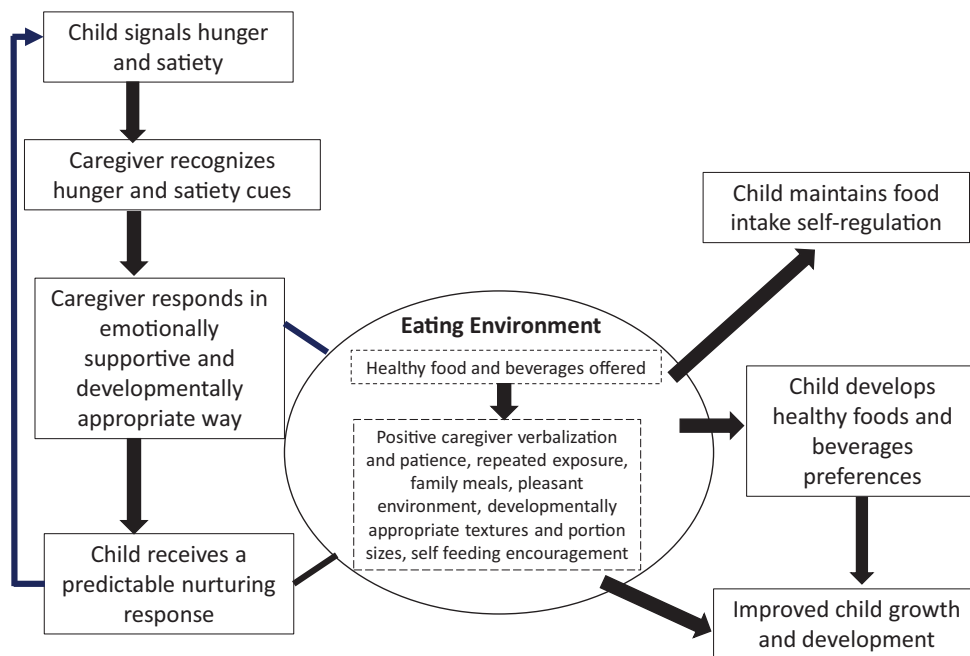 Child signals hunger
and satiety
Caregiver recognizes
hunger and satiety cues
Caregiver responds in
emotionally
supportive and
developmentally
appropriate way
Child receives a
predictable nurturing
response
Eating Environment
Healthy food and beverages offered
Positive caregiver verbalization
and patience, repeated exposure,
family meals, pleasant
environment, developmentally
appropriate textures and portion
sizes, self feeding encouragement
Child maintains food
intake self-regulation
Child develops
healthy foods and
beverages
preferences
Improved child growth
and development